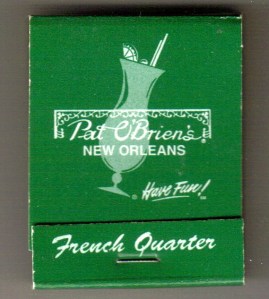 Pat O'Brien's
NEW ORLEANS
Have Fun!
French Quarter